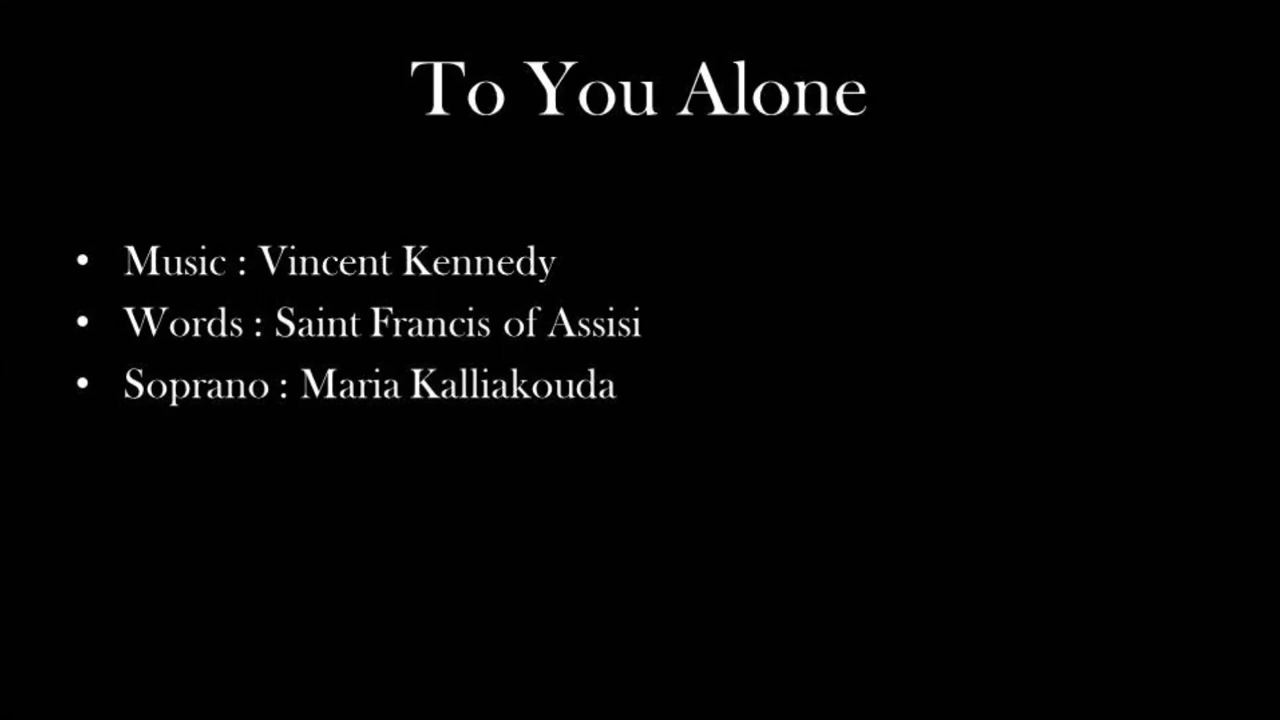 To You Alone
• Music : Vincent Kennedy
• Words : Saint Francis of Assisi
• Soprano : Maria Kalliakouda